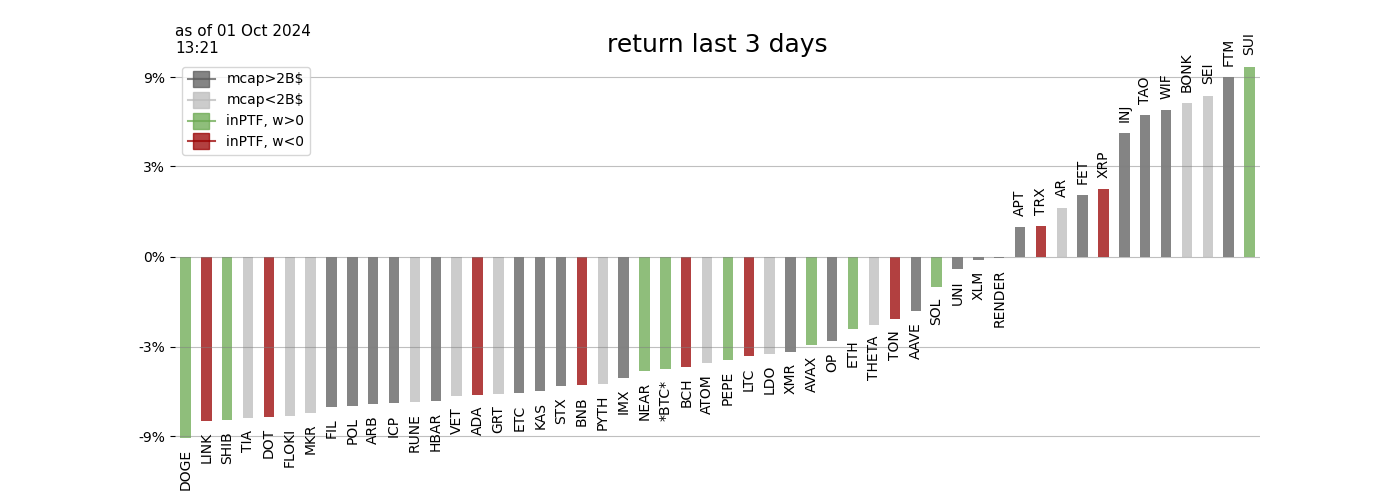 as of 01 Oct 2024
13:21
return last 3 days
mcap>2B$
mcap<2B$
inPTF, w>0
inPTF, w<0
9%
3%
0%
-3%
-9%
DOGE
LINK
SHIB
TIA
DOT
FLOKI
MKR
FIL
POL
ARB
ICP
RUNE
HBAR
VET
ADA
GRT
ETC
KAS
STX
BNB
PYTH
IMX
NEAR
*BTC*
BCH
ATOM
PEPE
LTC
LDO
XMR
AVAX
OP
ETH
THETA
TON
AAVE
SOL
UNI
XLM
RENDER
APT
TRX
AR
FET
XRP
INJ
TAO
WIF
BONK
SEI
FTM
SUI